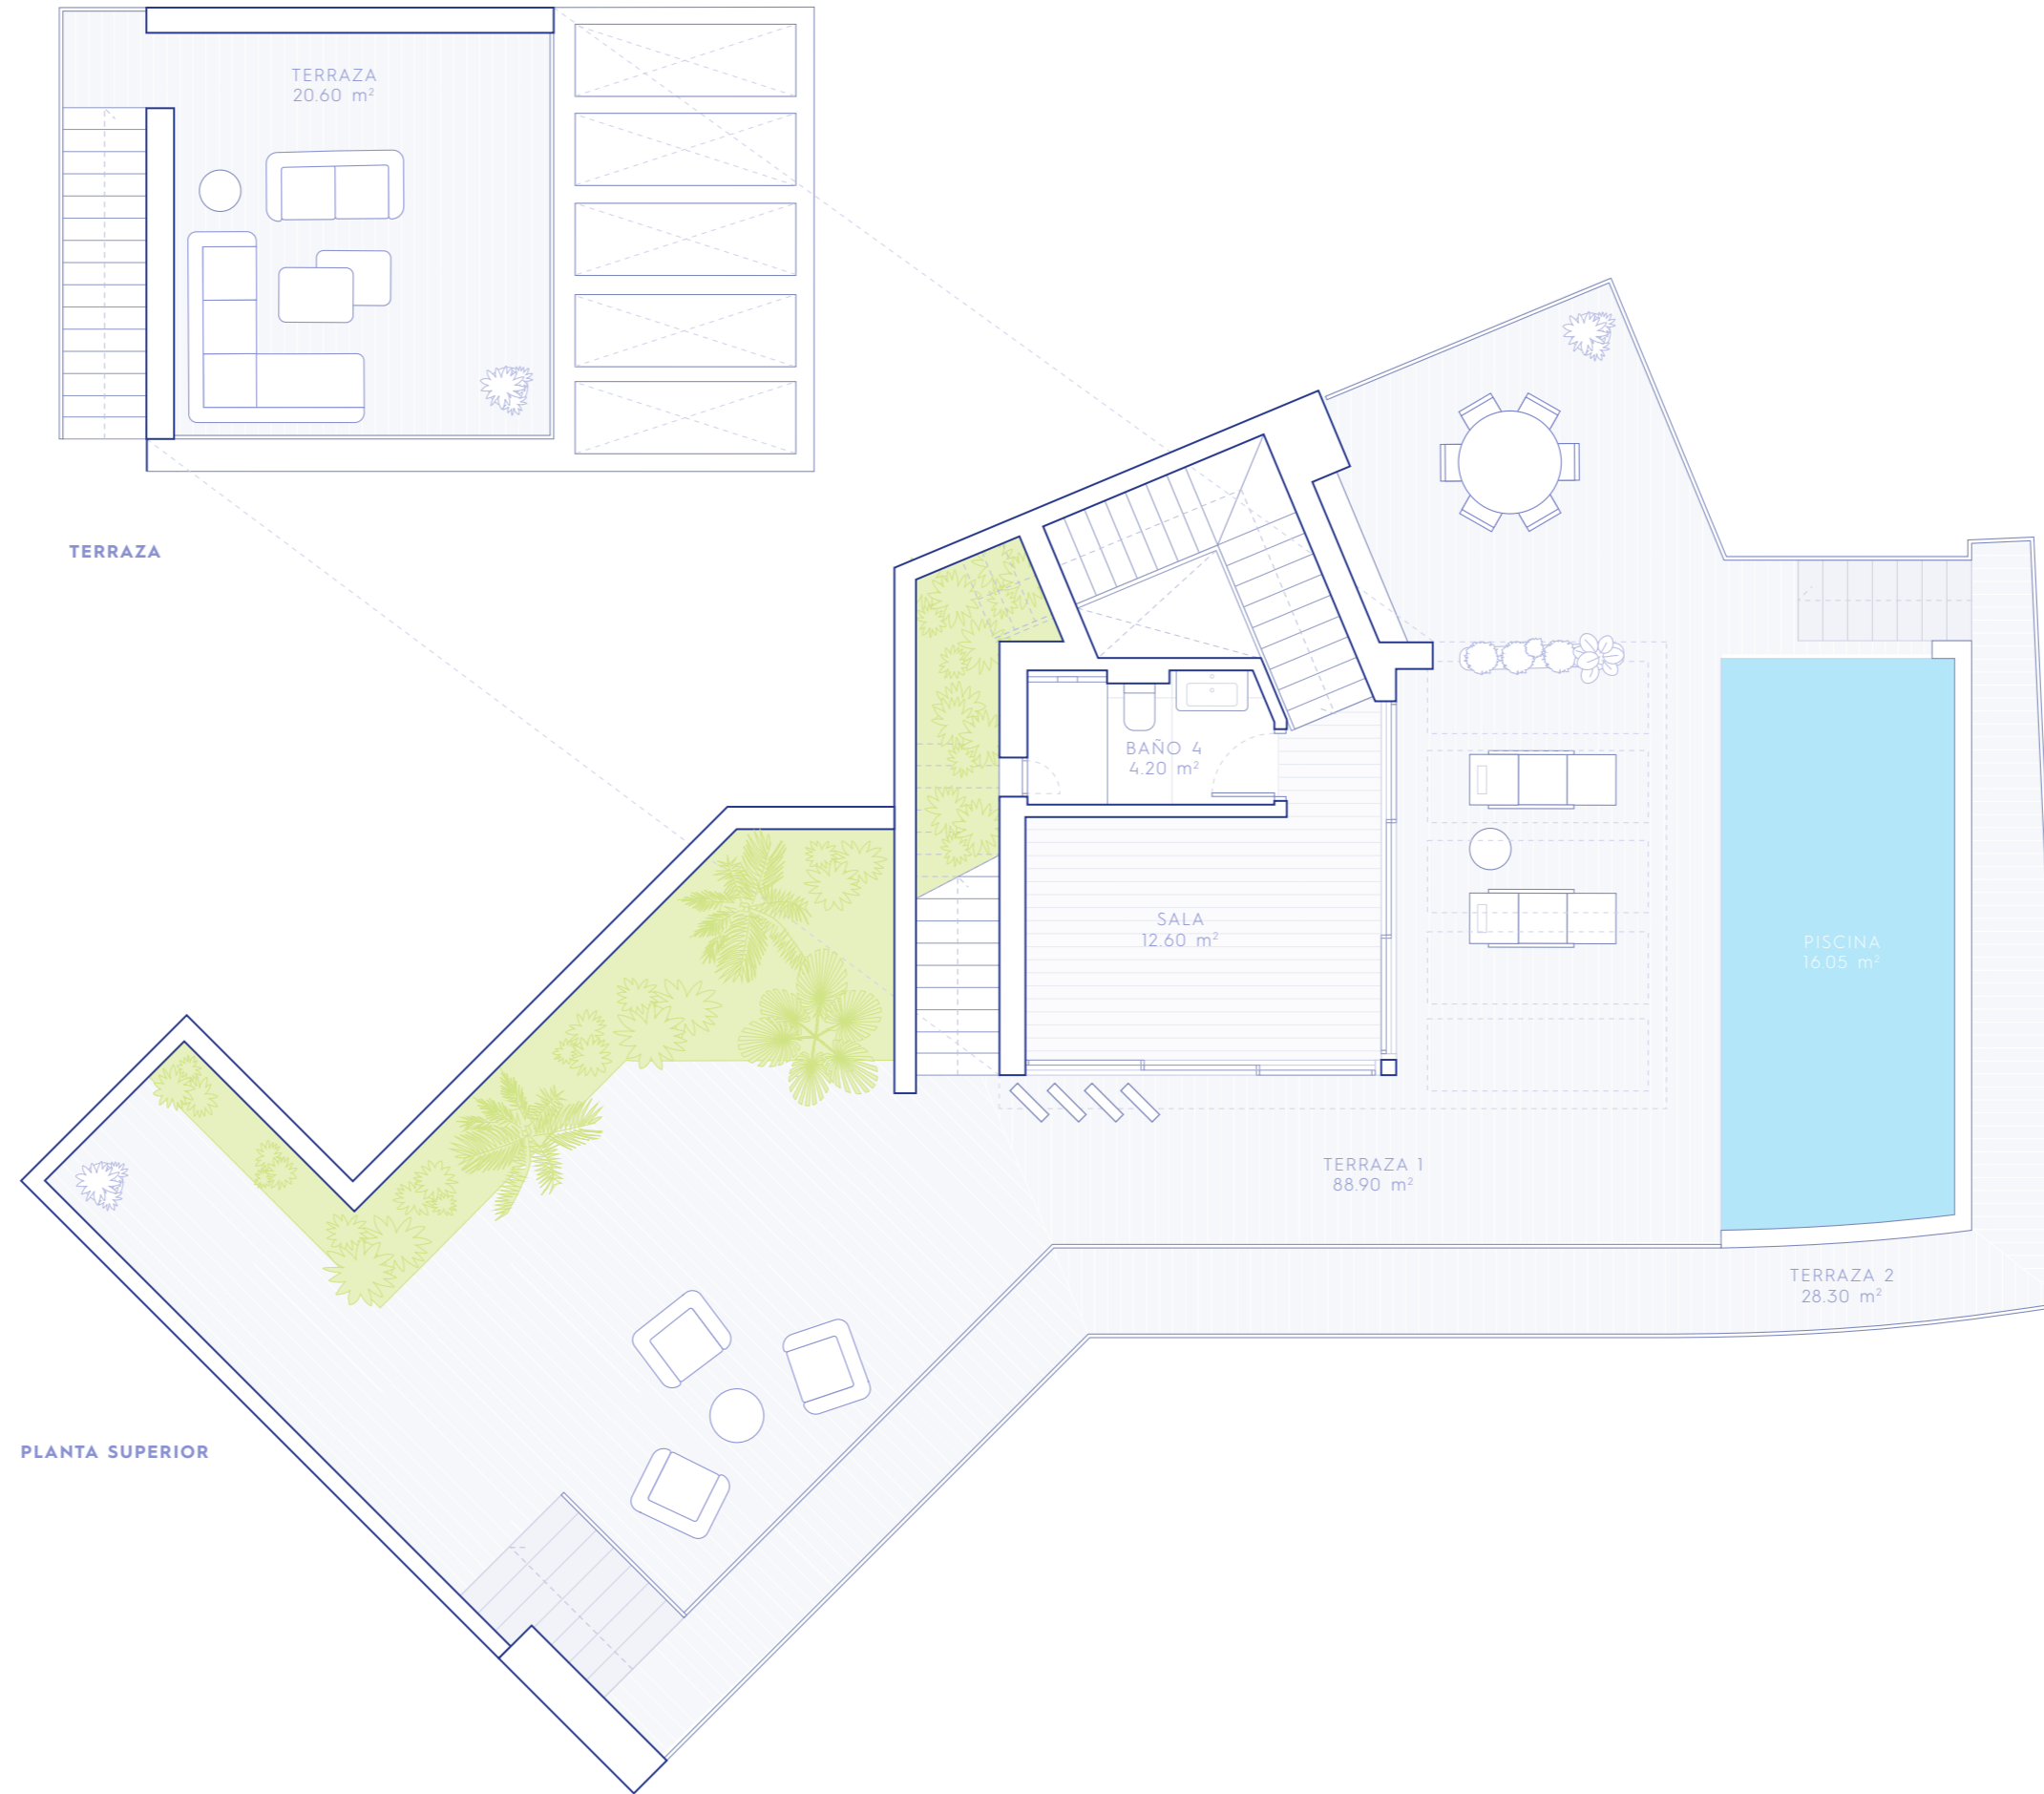 TERRAZA
20.60 m²
TERRAZA
BAÑO 4
4.20 m²
SALA
12.60 m²
PISCINA
16.05 m²
TERRAZA 1
88.90 m²
TERRAZA 2
28.30 m²
PLANTA SUPERIOR